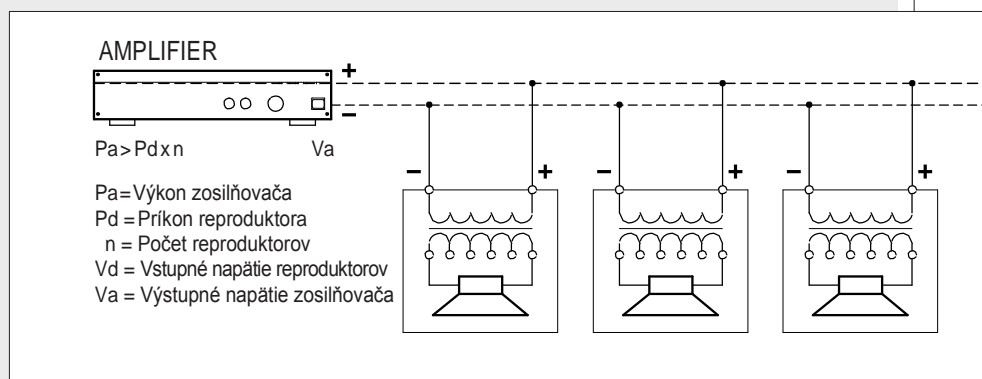 AMPLIFIER
+
−
Pa>Pdxn Va
− + − + − +
Pa=Výkon zosilňovača
Pd =Príkon reproduktora
n = Počet reproduktorov
Vd = Vstupné napätie reproduktorov
Va = Výstupné napätie zosilňovača